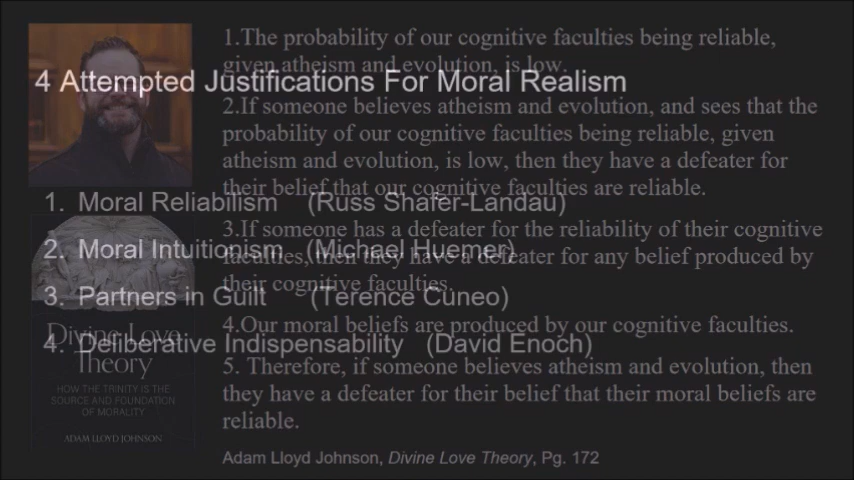 4 Attempted Justifications For Moral Realism
1. Moral Reliabilism (Russ Shafer-Landau)
2. Moral Intuitionism (Michael Huemer)
3. Partners in Guilt (Terence Cuneo)
4. Deliberative Indispensability (David Enoch)
1.The probability of our cognitive faculties being reliable,
given atheism and evolution, is low.
2.If someone believes atheism and evolution, and sees that the
probability of our cognitive faculties being reliable, given
atheism and evolution, is low, then they have a defeater for
their belief that our cognitive faculties are reliable.
3.If someone has a defeater for the reliability of their cognitive
faculties, then they have a defeater for any belief produced by
their cognitive faculties.
4.Our moral beliefs are produced by our cognitive faculties.
5. Therefore, if someone believes atheism and evolution, then
they have a defeater for their belief that their moral beliefs are
reliable.
Adam Lloyd Johnson, Divine Love Theory, Pg. 172
Divine Love
Theory
HOW THE TRINITY IS THE
SOURCE AND FOUNDATION
OF MORALITY
ADAM LLOYD JOHNSON